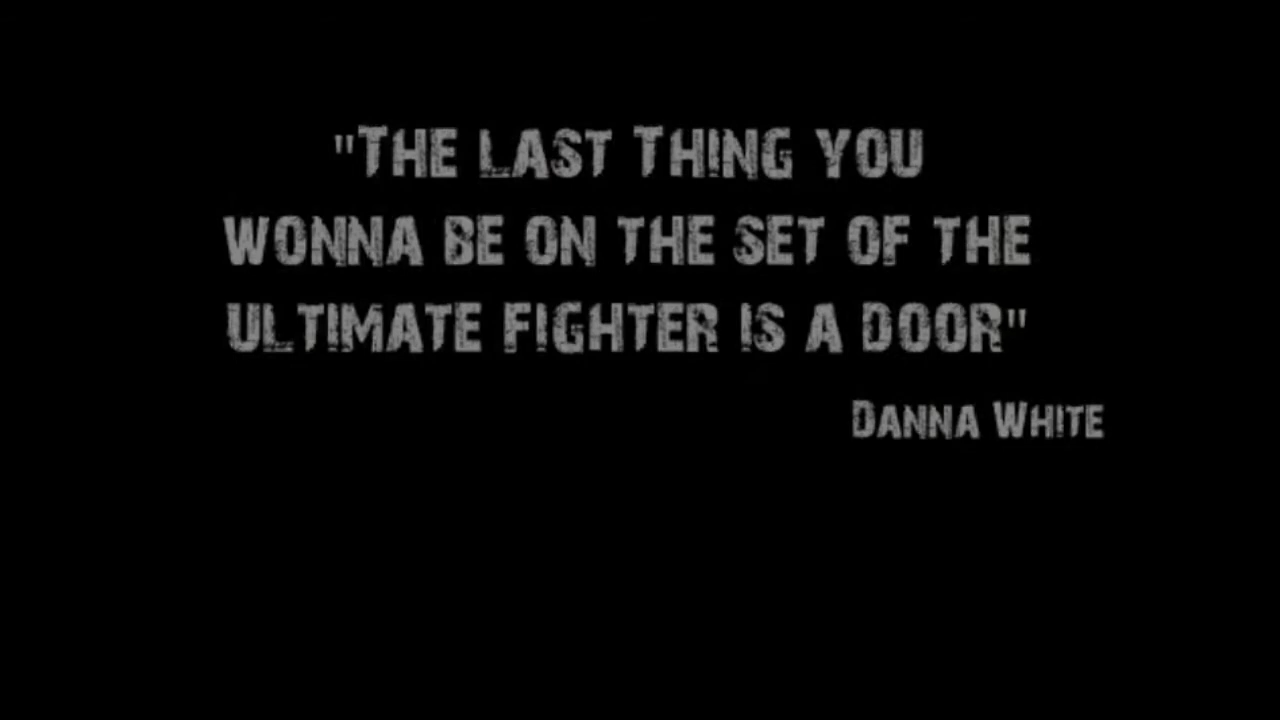 "The last Thing you
wonna be on the set of the
Ultimate Fighter is a door"
Danna White